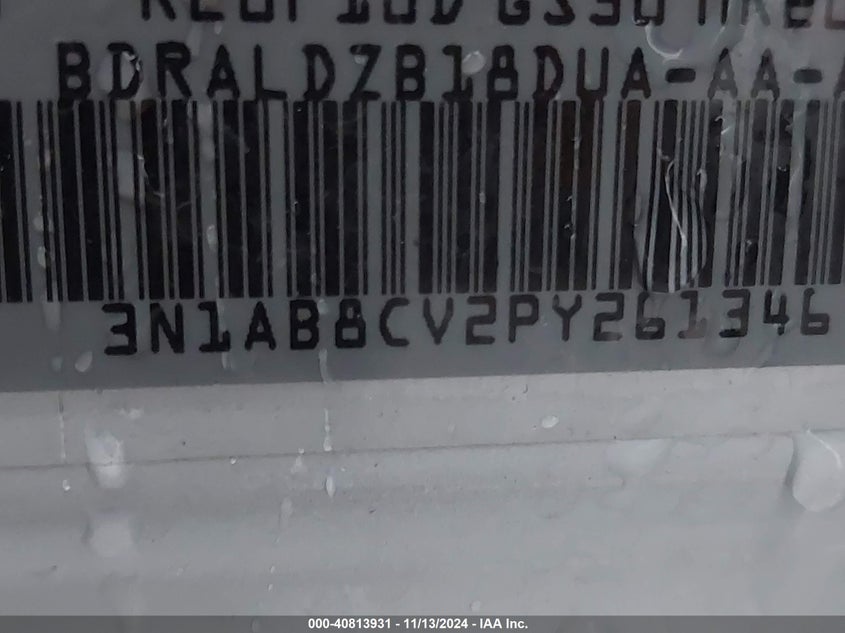 BDRALDZB18DUA-AA-A
3N1AB8CV2PY261346
000-40813931 - 11/13/2024 - IAA Inc.